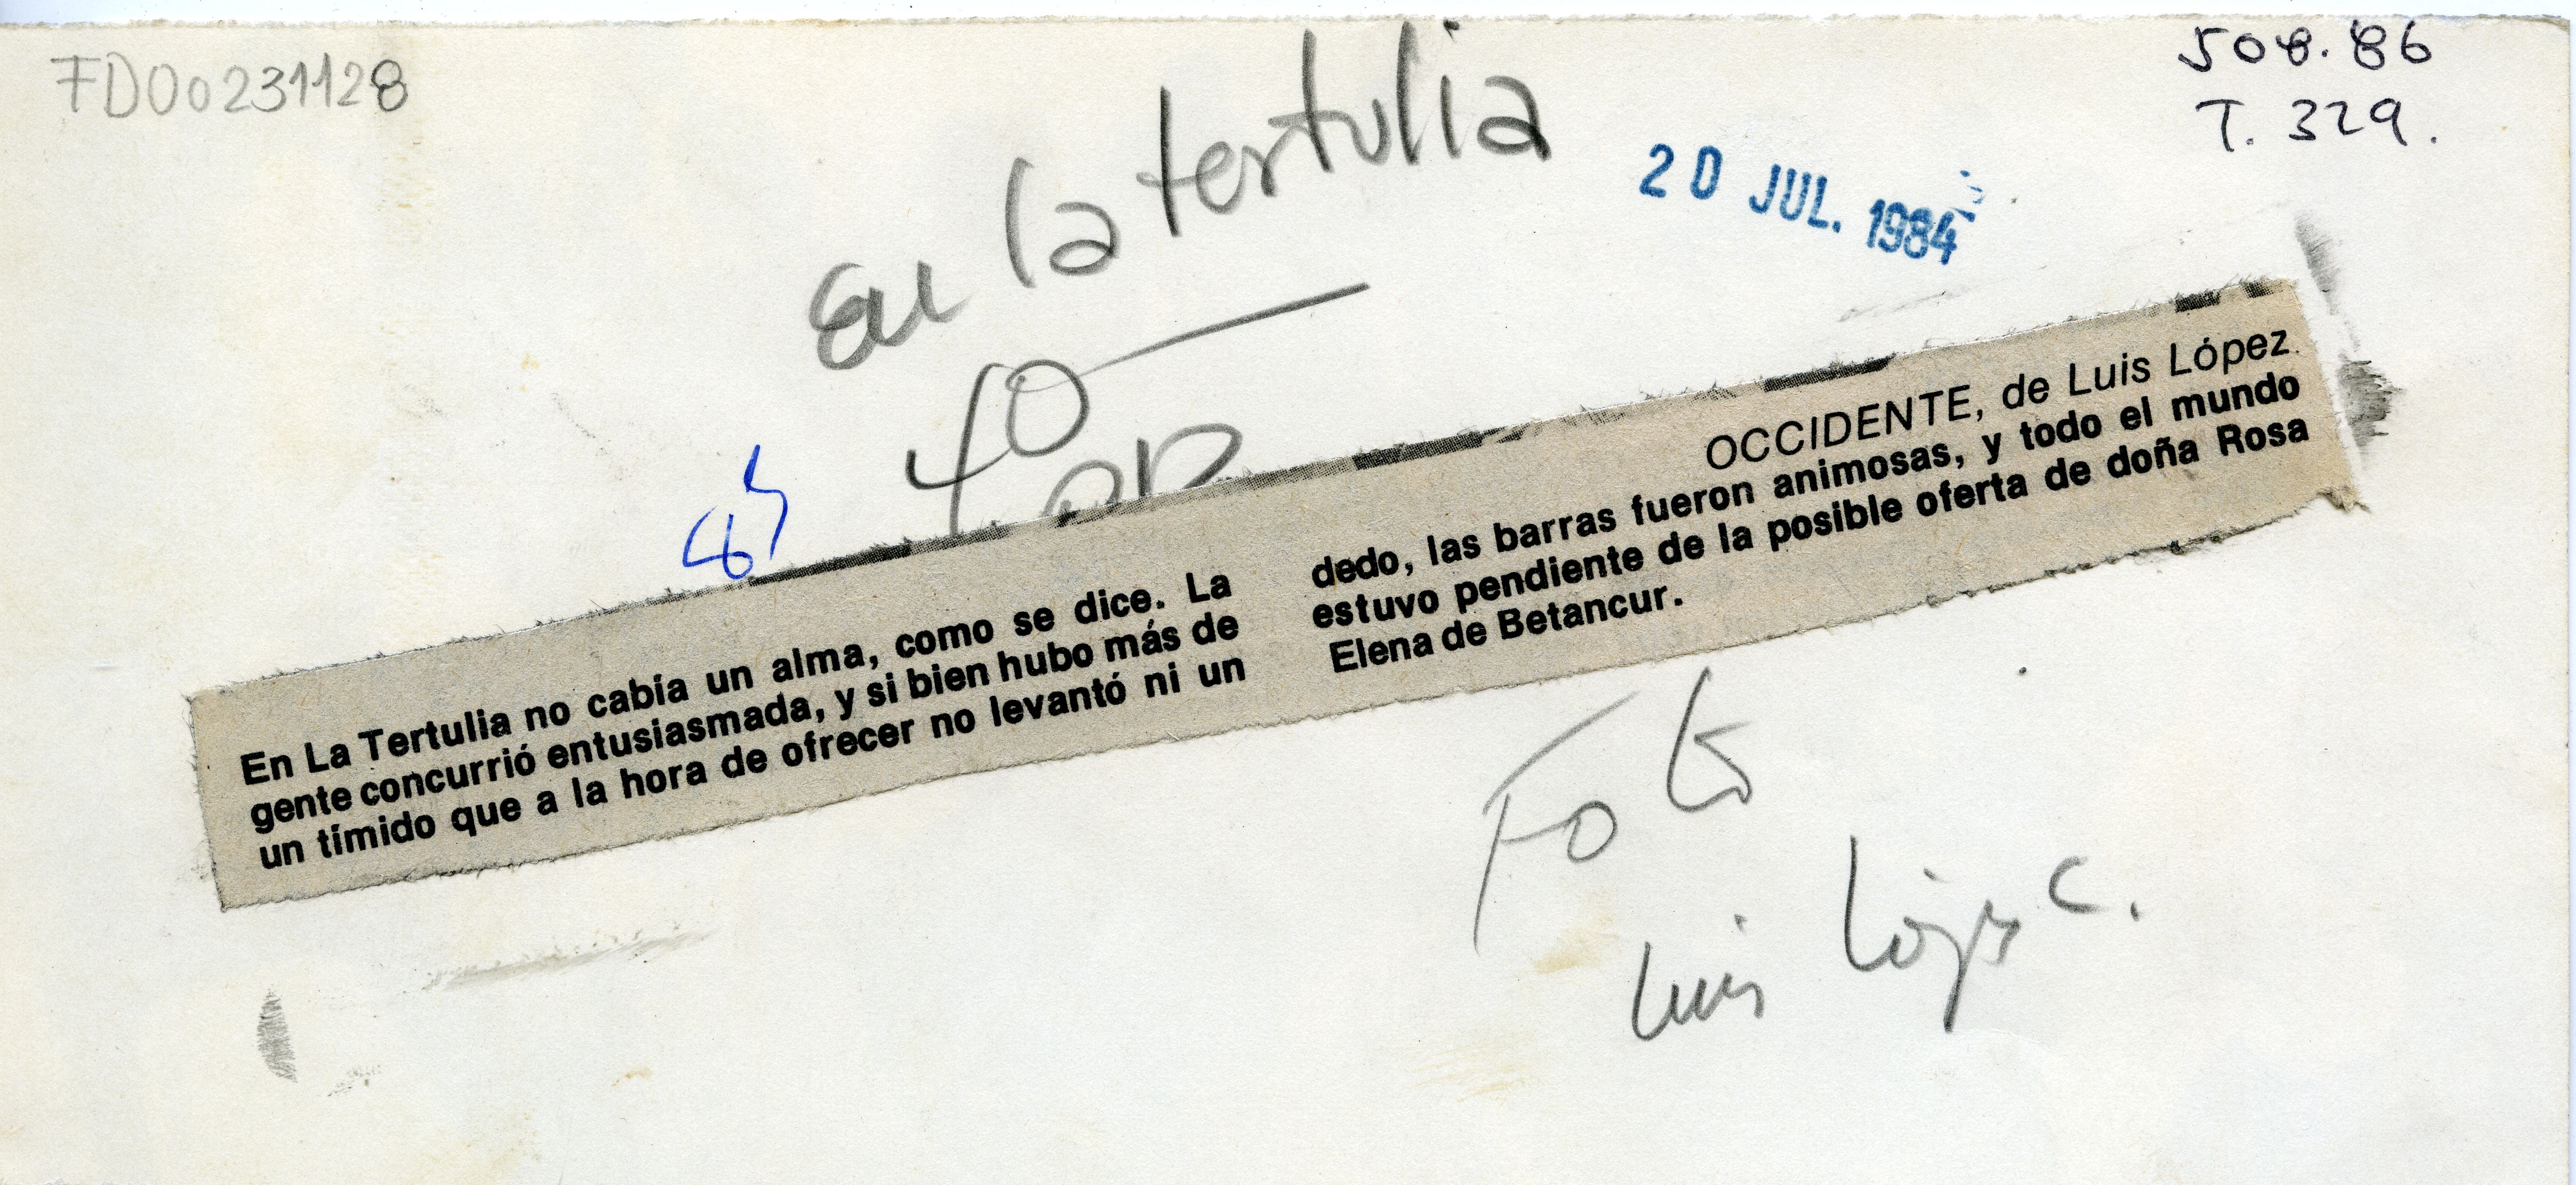 FD00231128
508.86
T. 329.
En la tertulia
20 JUL. 1984
40
OCCIDENTE, de Luis López
En La Tertulia no cabía un alma, como se dice. La
gente concurrió entusiasmada, y si bien hubo más de
un tímido que a la hora de ofrecer no levantó ni un
dedo, las barras fueron animosas, y todo el mundo
estuvo pendiente de la posible oferta de doña Rosa
Elena de Betancur.
Foto
Luis López C.